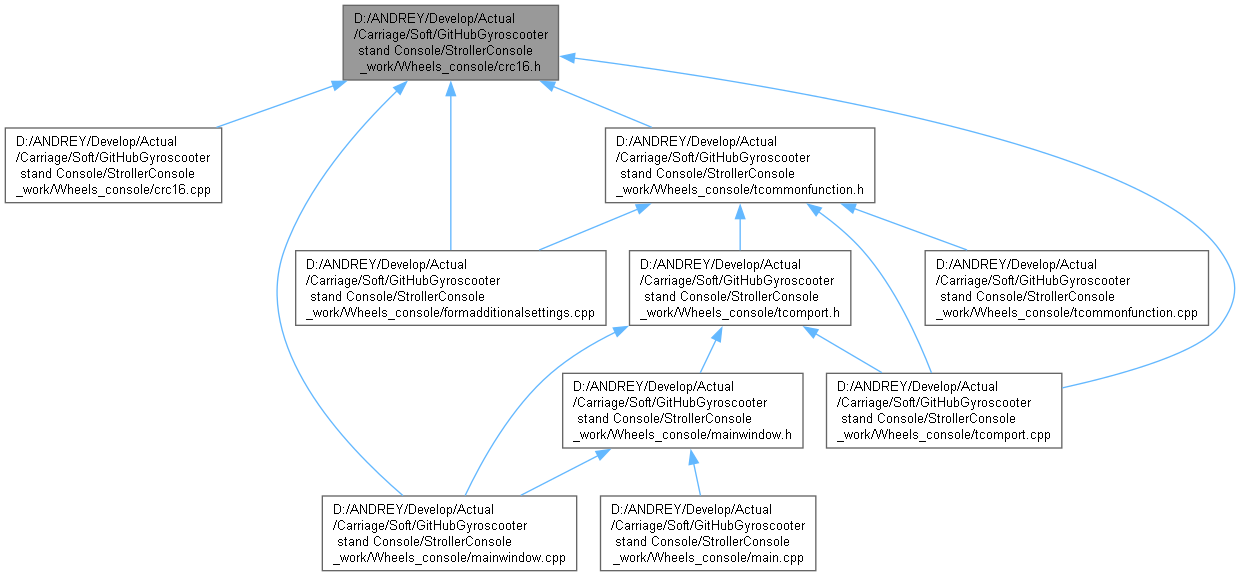 D:/ANDREY/Develop/Actual
/Carriage/Soft/GitHubGyroscooter
stand Console/StrollerConsole
_work/Wheels_console/crc16.h
D:/ANDREY/Develop/Actual
/Carriage/Soft/GitHubGyroscooter
stand Console/StrollerConsole
_work/Wheels_console/crc16.cpp
D:/ANDREY/Develop/Actual
/Carriage/Soft/GitHubGyroscooter
stand Console/StrollerConsole
_work/Wheels_console/tcommonfunction.h
D:/ANDREY/Develop/Actual
/Carriage/Soft/GitHubGyroscooter
stand Console/StrollerConsole
_work/Wheels_console/formadditionalsettings.cpp
D:/ANDREY/Develop/Actual
/Carriage/Soft/GitHubGyroscooter
stand Console/StrollerConsole
_work/Wheels_console/tcomport.h
D:/ANDREY/Develop/Actual
/Carriage/Soft/GitHubGyroscooter
stand Console/StrollerConsole
_work/Wheels_console/tcommonfunction.cpp
D:/ANDREY/Develop/Actual
/Carriage/Soft/GitHubGyroscooter
stand Console/StrollerConsole
_work/Wheels_console/mainwindow.h
D:/ANDREY/Develop/Actual
/Carriage/Soft/GitHubGyroscooter
stand Console/StrollerConsole
_work/Wheels_console/tcomport.cpp
D:/ANDREY/Develop/Actual
/Carriage/Soft/GitHubGyroscooter
stand Console/StrollerConsole
_work/Wheels_console/mainwindow.cpp
D:/ANDREY/Develop/Actual
/Carriage/Soft/GitHubGyroscooter
stand Console/StrollerConsole
_work/Wheels_console/main.cpp